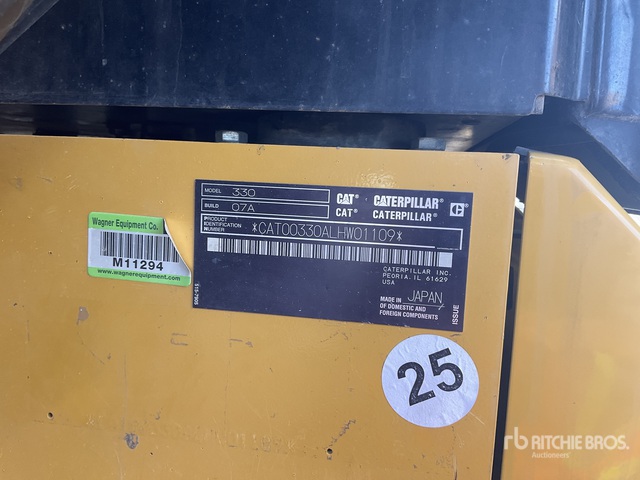 MODEL 330
BUILD 07A
CAT® CATERPILLAR®
CAT® CATERPILLAR®
PRODUCT
IDENTIFICATION
NUMBER
*CAT00330ALHW01109*
CATERPILLAR INC.
PEORIA.IL 61629
USA
MADE IN JAPAN
OF DOMESTIC AND
FOREIGN COMPONENTS
ISSUE
Wagner Equipment Co.
M11294
www.wagnerequipment.com
25
rb RITCHIE BROS.
Auctioneers